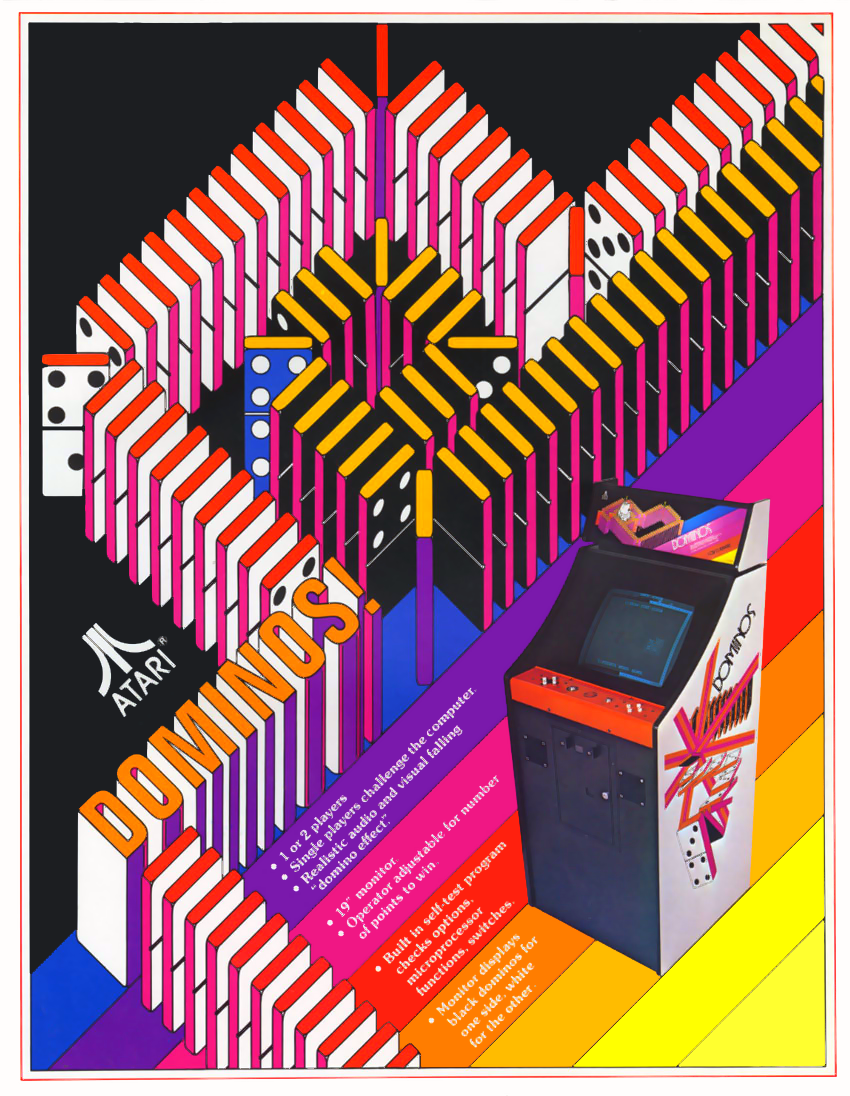 DOMINOS!
ATARI®
• 1 or 2 players
• Single players challenge the computer.
• Realistic audio and visual falling
“domino effect.”
• 19" monitor.
• Operator adjustable for number
of points to win.
• Built in self-test program
checks options,
microprocessor
functions, switches.
• Monitor displays
black dominos for
one side, white
for the other.
DOMINOS
DOMINOS